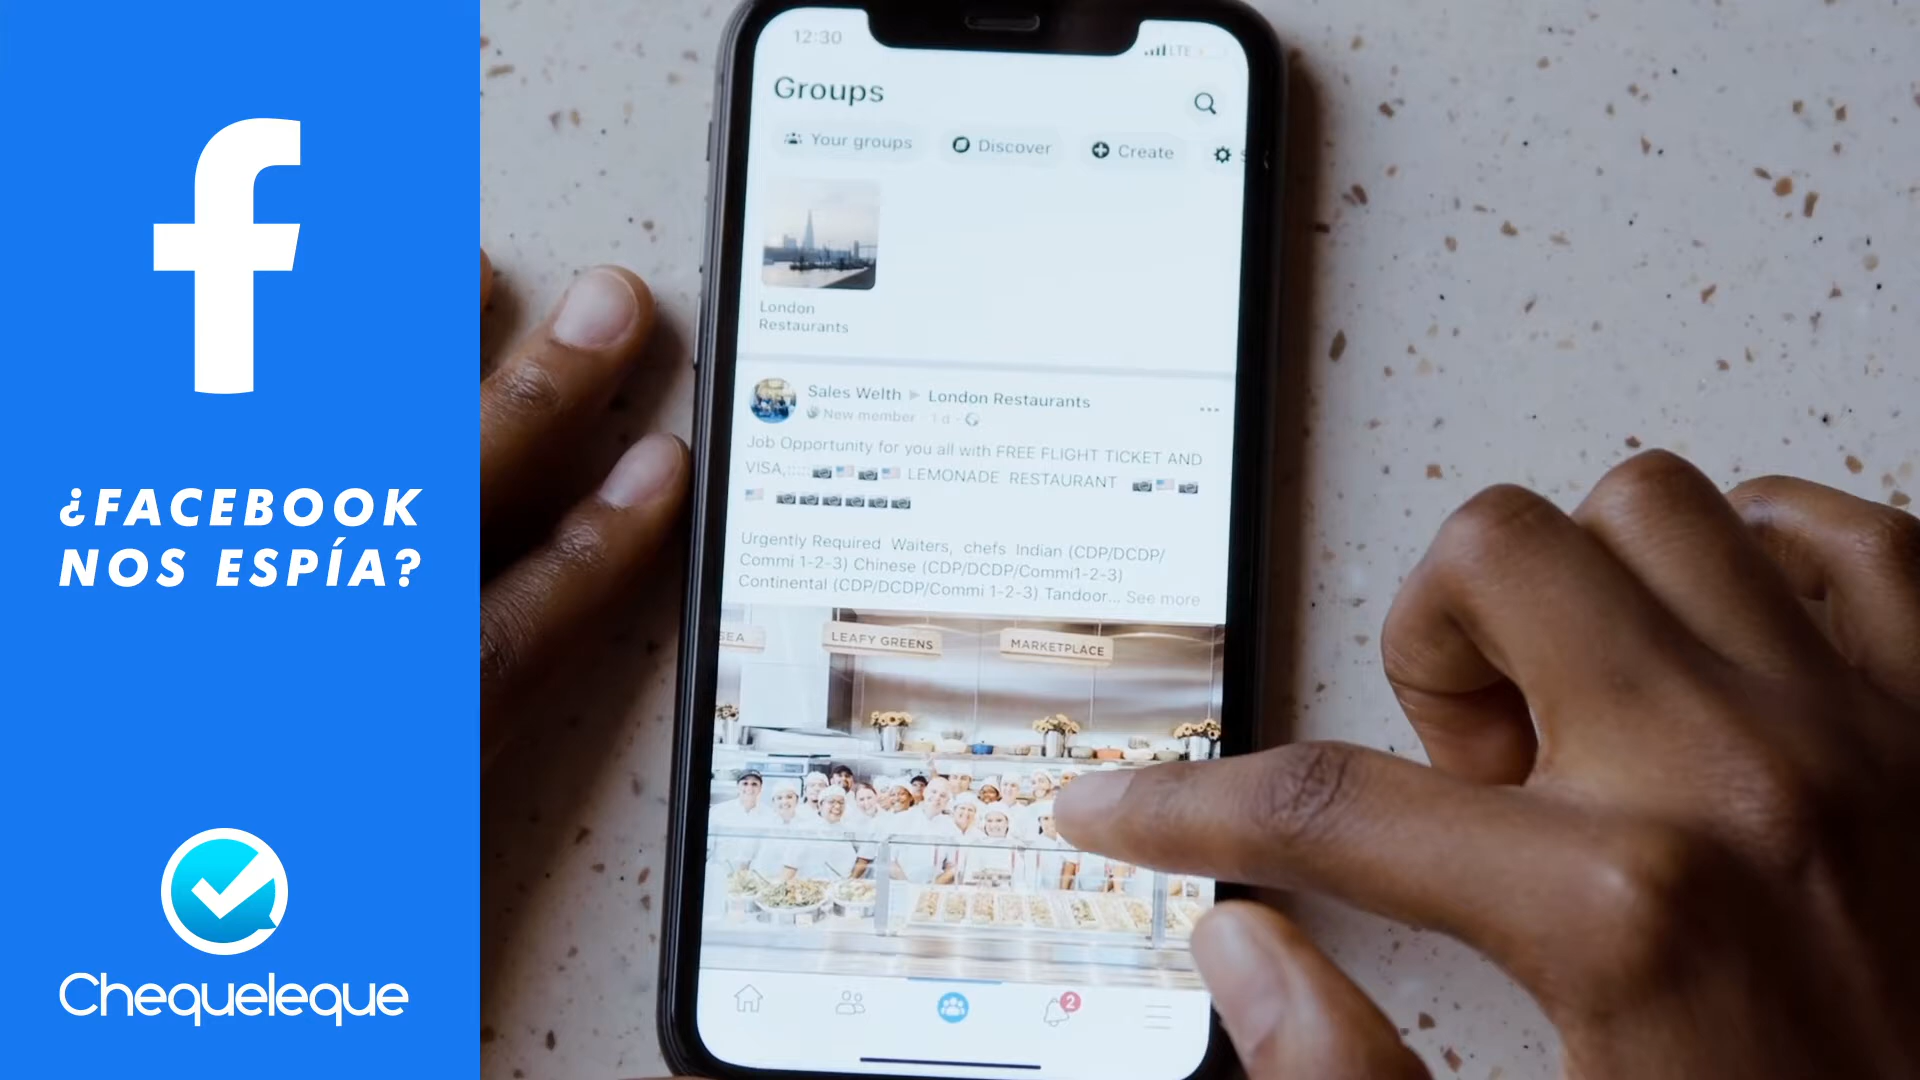 ¿FACEBOOK
NOS ESPÍA?
Chequeleque
12:30
LTE
Groups
Your groups
Discover
Create
London
Restaurants
Sales Welth ▶ London Restaurants
New member · 1 d ·
Job Opportunity for you all with FREE FLIGHT TICKET AND
VISA,::::📷🇺🇸📷🇺🇸 LEMONADE RESTAURANT 📷🇺🇸📷
🇺🇸 📷📷📷📷📷📷
Urgently Required Waiters, chefs Indian (CDP/DCDP/
Commi 1-2-3) Chinese (CDP/DCDP/Commi1-2-3)
Continental (CDP/DCDP/Commi 1-2-3) Tandoor... See more
SEA
LEAFY GREENS
MARKETPLACE
2